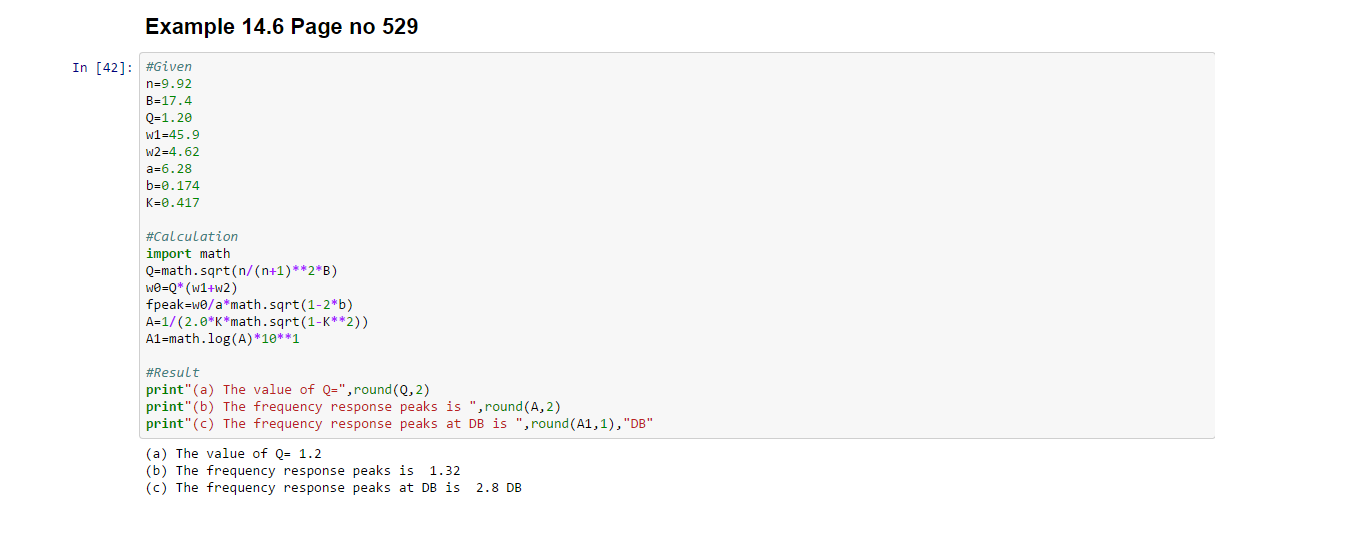 Example 14.6 Page no 529
In [42]: #Given
n=9.92
B=17.4
Q=1.20
w1=45.9
w2=4.62
a=6.28
b=0.174
K=0.417
#Calculation
import math
Q=math.sqrt(n/(n+1)**2*B)
w0=Q*(w1+w2)
fpeak=w0/a*math.sqrt(1-2*b)
A=1/(2.0*K*math.sqrt(1-K**2))
A1=math.log(A)*10**1
#Result
print"(a) The value of Q=",round(Q,2)
print"(b) The frequency response peaks is ",round(A,2)
print"(c) The frequency response peaks at DB is ",round(A1,1),"DB"
(a) The value of Q= 1.2
(b) The frequency response peaks is  1.32
(c) The frequency response peaks at DB is  2.8 DB